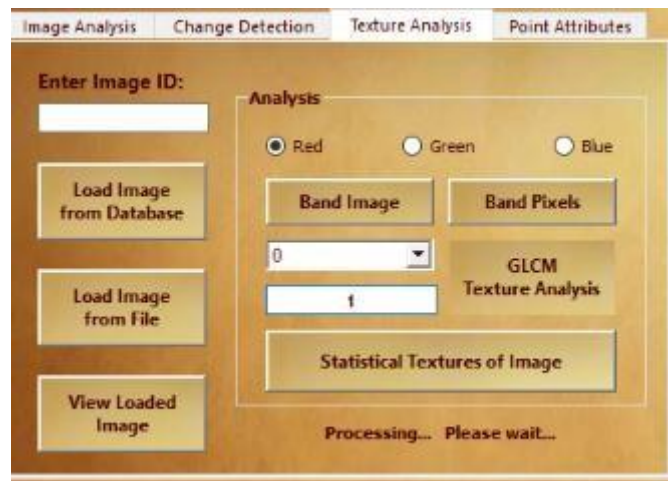 Image Analysis
Change Detection
Texture Analysis
Point Attributes
Enter Image ID:
Load Image
from Database
Load Image
from File
View Loaded
Image
Analysis
Red
Green
Blue
Band Image
Band Pixels
0
1
GLCM
Texture Analysis
Statistical Textures of Image
Processing... Please wait...